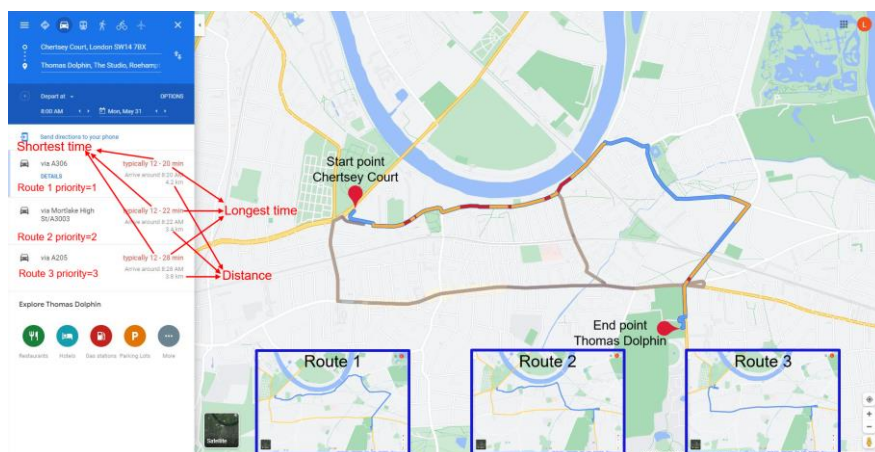 Chertsey Court, London SW14 7BX
Thomas Dolphin, The Studio, Roehamp
Depart at
OPTIONS
8:00 AM
Mon, May 31
Send directions to your phone
Shortest time
via A306
typically 12 - 20 min
DETAILS
Arrive around 8:20 AM
4.2 km
Route 1 priority=1
via Mortlake High
St/A3003
typically 12 - 22 min
Arrive around 8:22 AM
Route 2 priority=2
via A205
typically 12 - 28 min
Arrive around 8:28 AM
3.8 km
Route 3 priority=3
Longest time
Distance
Explore Thomas Dolphin
Restaurants
Hotels
Gas stations
Parking Lots
More
P
L
Start point
Chertsey Court
End point
Thomas Dolphin
Route 1
Route 2
Route 3
Satellite